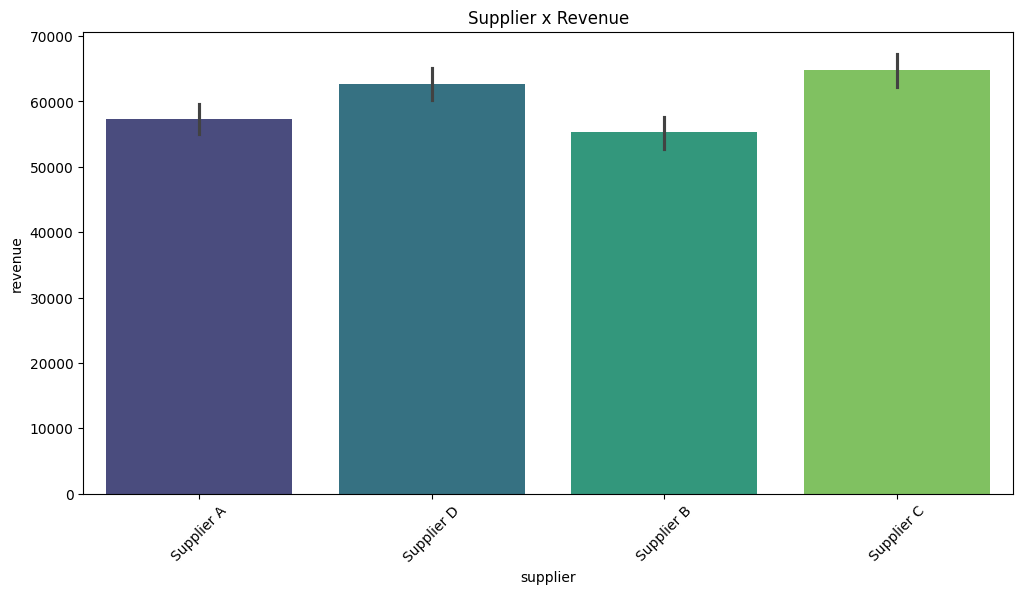 Supplier x Revenue
70000
60000
50000
40000
30000
20000
10000
0
revenue
Supplier A
Supplier D
Supplier B
Supplier C
supplier